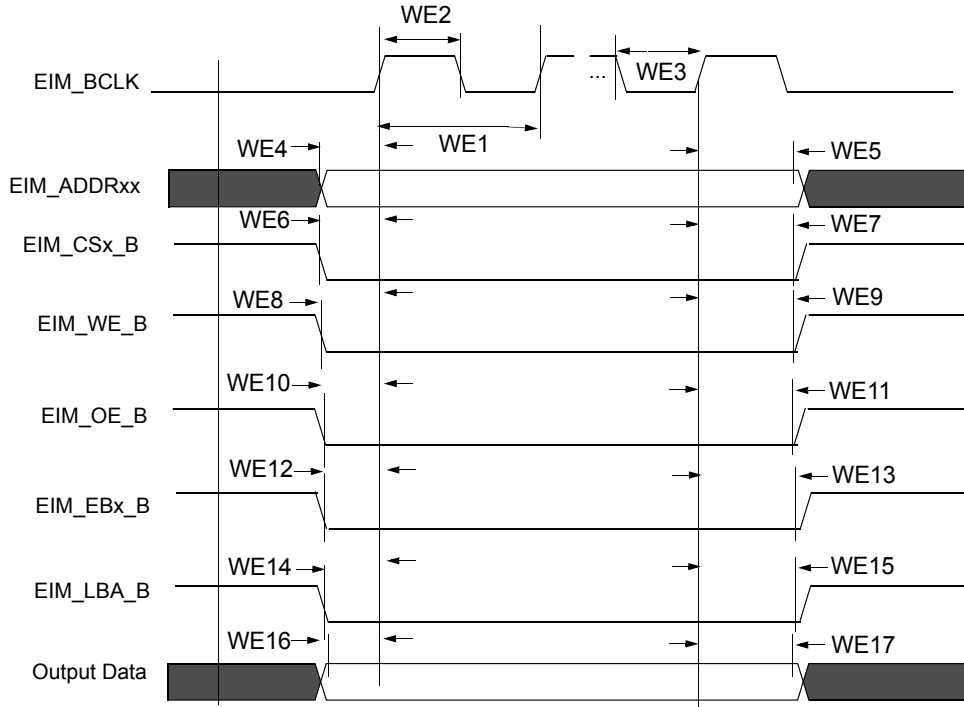 WE2
EIM_BCLK
...
WE3
WE1
WE4
WE5
EIM_ADDRxx
WE6
WE7
EIM_CSx_B
WE8
WE9
EIM_WE_B
WE10
WE11
EIM_OE_B
WE12
WE13
EIM_EBx_B
WE14
WE15
EIM_LBA_B
WE16
WE17
Output Data